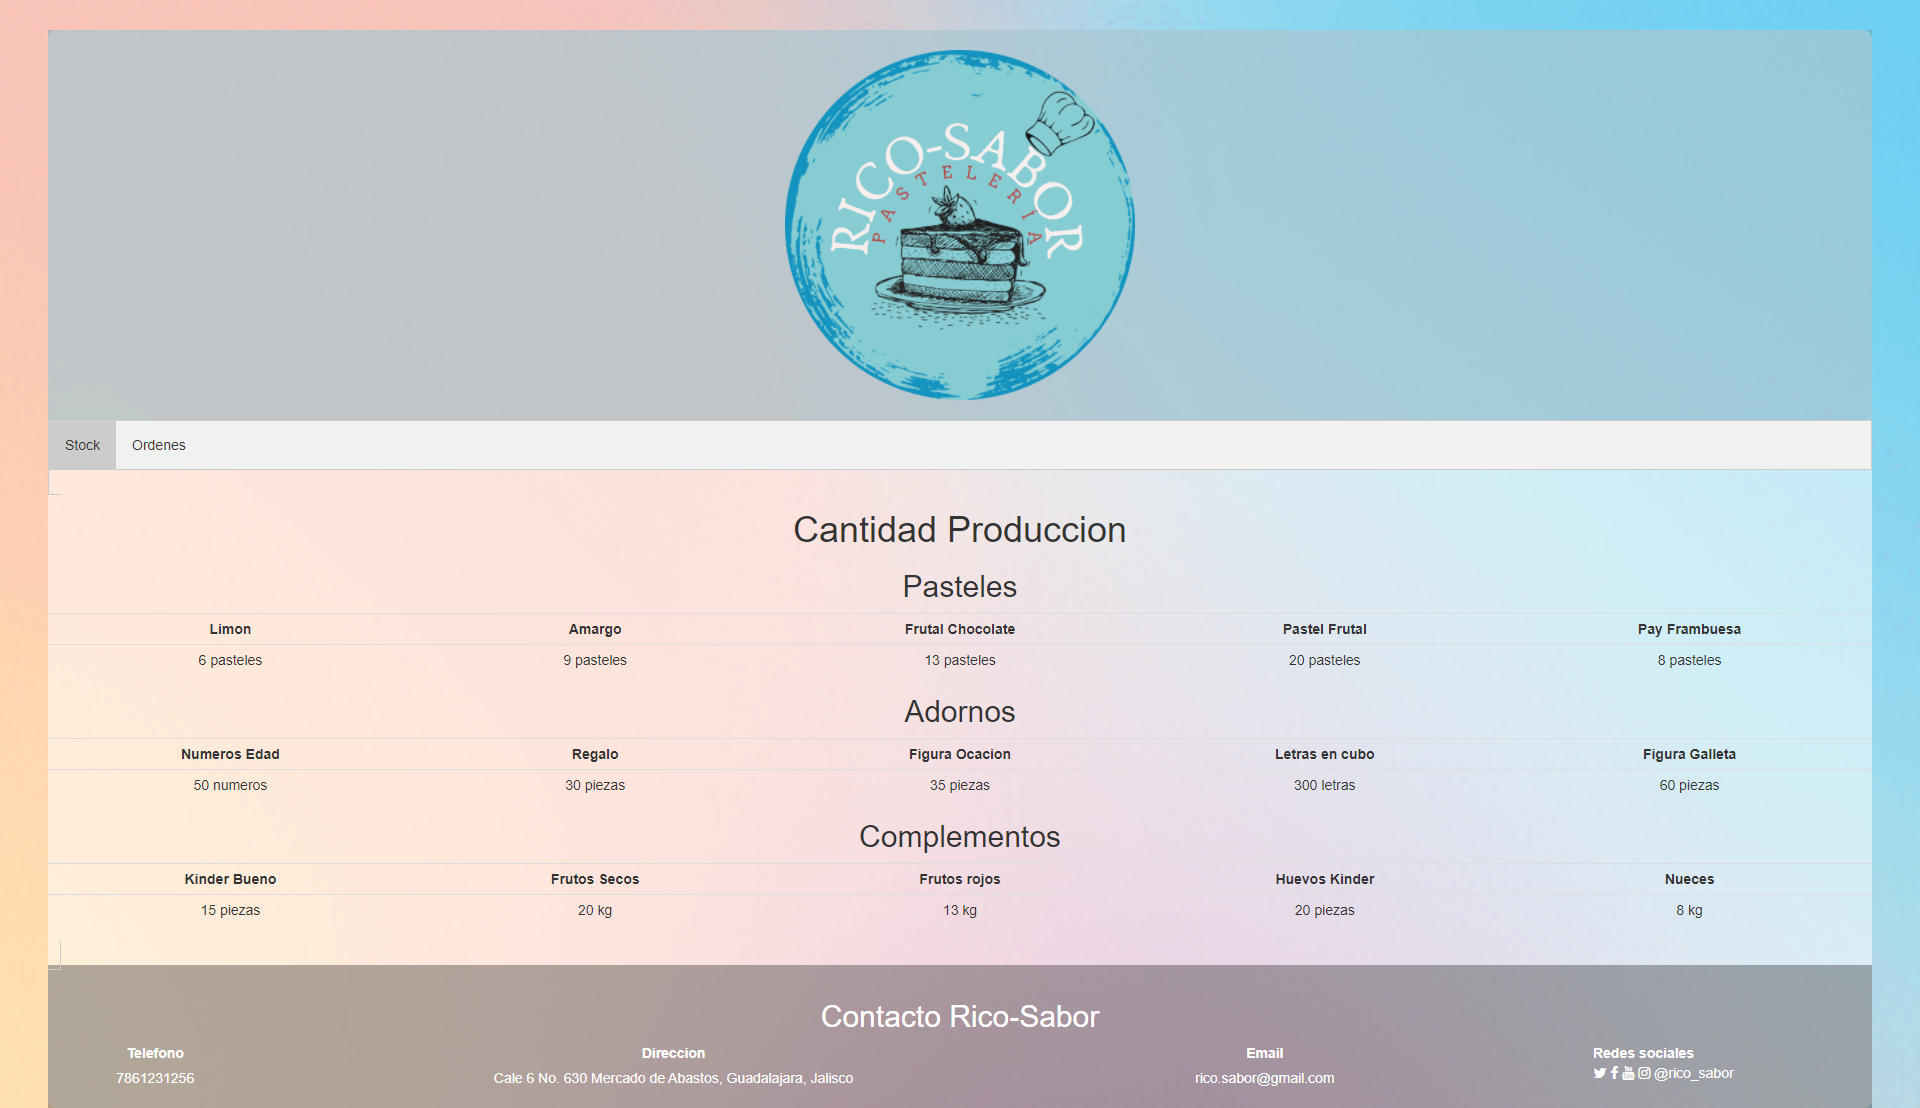 RICO-SABOR
PASTELERÍA
Stock Ordenes
Cantidad Produccion
Pasteles
Limon Amargo Frutal Chocolate Pastel Frutal Pay Frambuesa
6 pasteles 9 pasteles 13 pasteles 20 pasteles 8 pasteles
Adornos
Numeros Edad Regalo Figura Ocacion Letras en cubo Figura Galleta
50 numeros 30 piezas 35 piezas 300 letras 60 piezas
Complementos
Kinder Bueno Frutos Secos Frutos rojos Huevos Kinder Nueces
15 piezas 20 kg 13 kg 20 piezas 8 kg
Contacto Rico-Sabor
Telefono Direccion Email Redes sociales
7861231256 Cale 6 No. 630 Mercado de Abastos, Guadalajara, Jalisco rico.sabor@gmail.com @rico_sabor